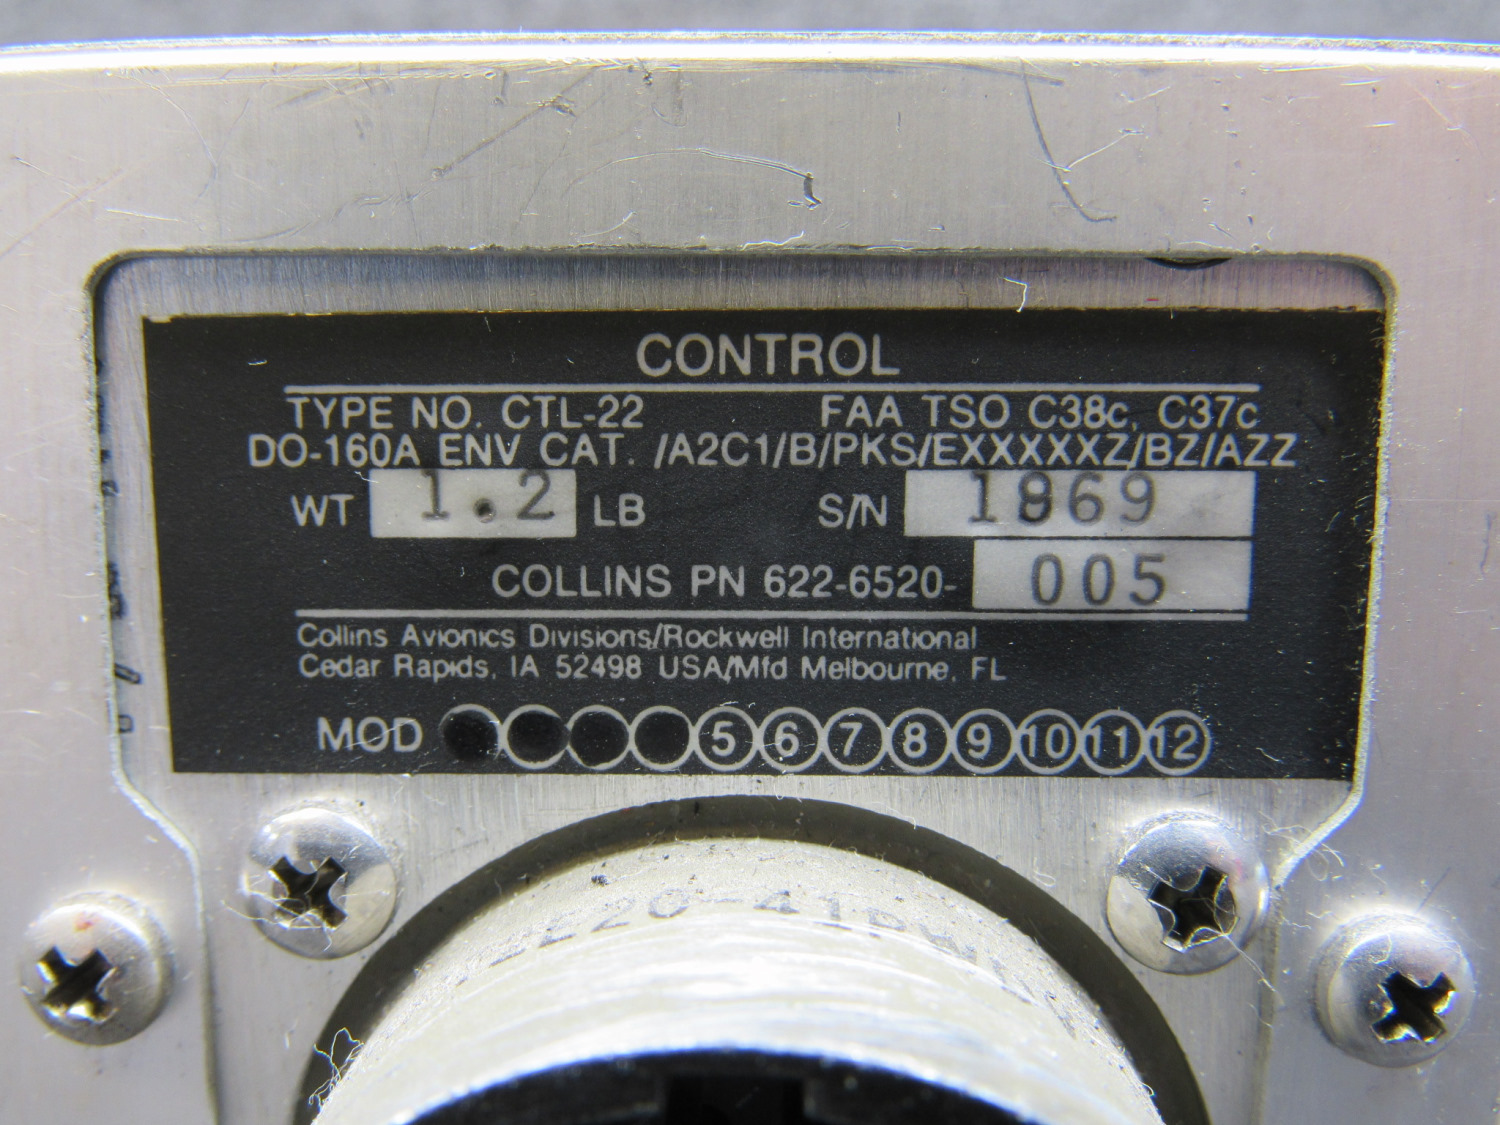 CONTROL
TYPE NO. CTL-22 FAA TSO C38c, C37c
DO-160A ENV CAT. /A2C1/B/PKS/EXXXXXZ/BZ/AZZ
WT 1.2 LB S/N 1869
COLLINS PN 622-6520- 005
Collins Avionics Divisions/Rockwell International
Cedar Rapids, IA 52498 USA/Mfd Melbourne, FL
MOD 5 6 7 8 9 10 11 12